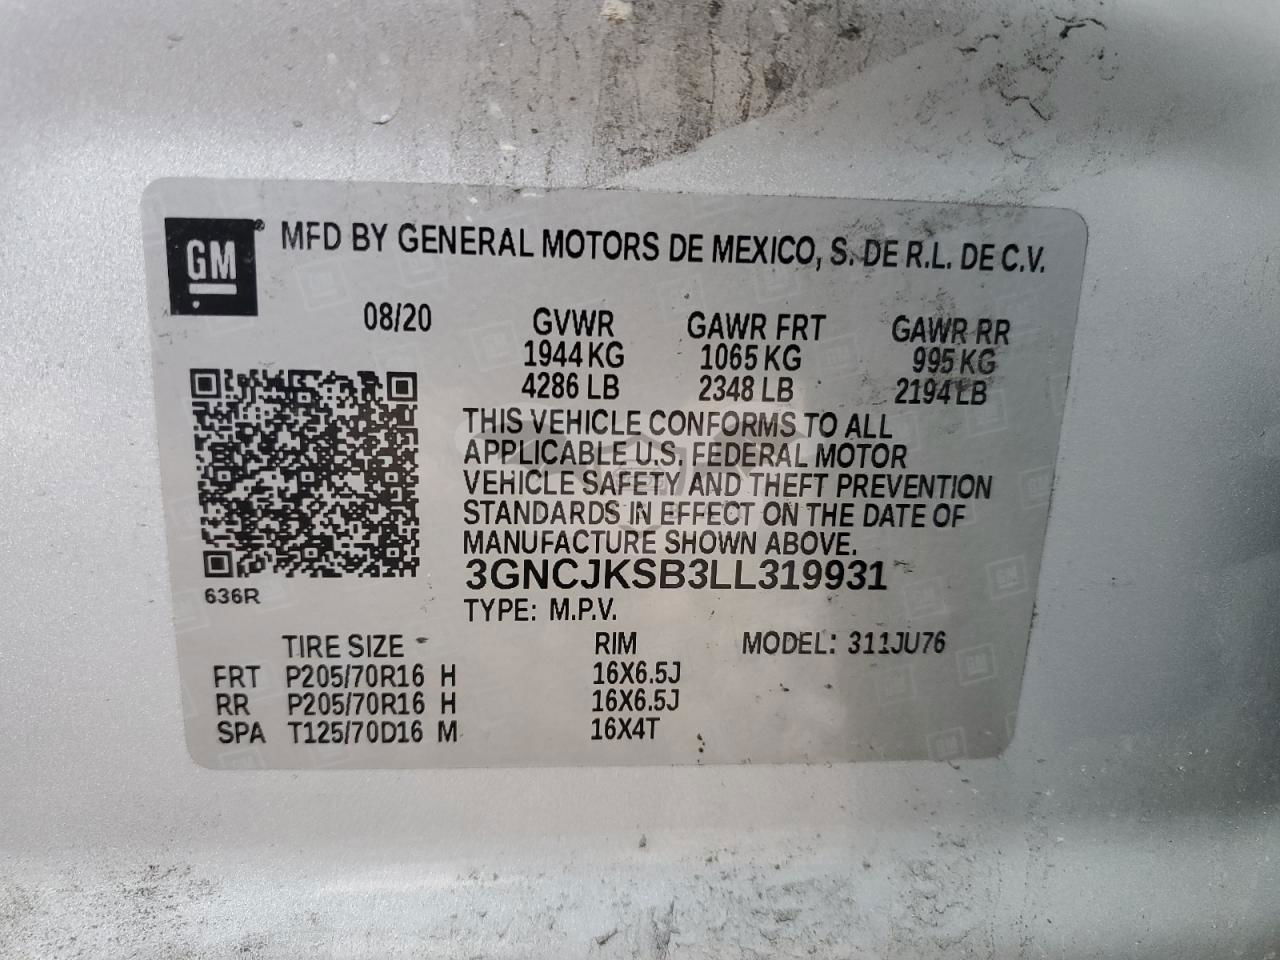 GM® MFD BY GENERAL MOTORS DE MEXICO, S. DE R.L. DE C.V.
08/20 GVWR GAWR FRT GAWR RR
1944 KG 1065 KG 995 KG
4286 LB 2348 LB 2194 LB
THIS VEHICLE CONFORMS TO ALL
APPLICABLE U.S. FEDERAL MOTOR
VEHICLE SAFETY AND THEFT PREVENTION
STANDARDS IN EFFECT ON THE DATE OF
MANUFACTURE SHOWN ABOVE.
3GNCJKSB3LL319931
636R
TYPE: M.P.V.
TIRE SIZE RIM MODEL: 311JU76
FRT P205/70R16 H 16X6.5J
RR P205/70R16 H 16X6.5J
SPA T125/70D16 M 16X4T